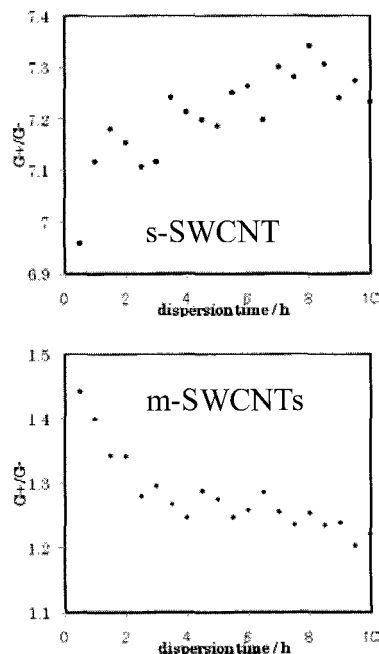 7.4
7.3
7.2
7.1
7
6.9
G+/G-
s-SWCNT
0 2 4 6 8 10
dispersion time / h
1.5
1.4
1.3
1.2
1.1
G+/G-
m-SWCNTs
0 2 4 6 8 10
dispersion time / h